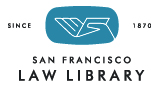 SINCE 1870
SAN FRANCISCO
LAW LIBRARY